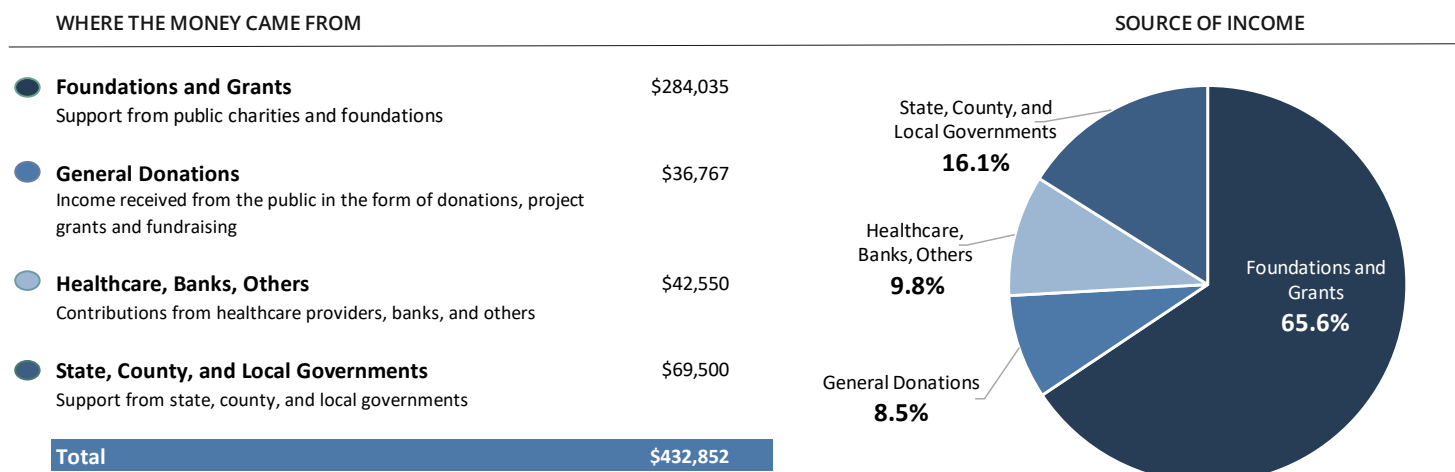 WHERE THE MONEY CAME FROM
Foundations and Grants $284,035
Support from public charities and foundations
General Donations $36,767
Income received from the public in the form of donations, project
grants and fundraising
Healthcare, Banks, Others $42,550
Contributions from healthcare providers, banks, and others
State, County, and Local Governments $69,500
Support from state, county, and local governments
Total $432,852
SOURCE OF INCOME
State, County, and
Local Governments
16.1%
Healthcare,
Banks, Others
9.8%
General Donations
8.5%
Foundations and
Grants
65.6%